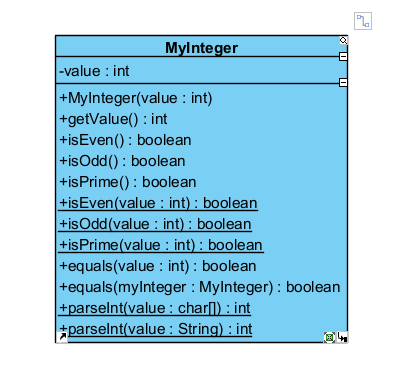 MyInteger
-value : int
+MyInteger(value : int)
+getValue() : int
+isEven() : boolean
+isOdd() : boolean
+isPrime() : boolean
+isEven(value : int) : boolean
+isOdd(value : int) : boolean
+isPrime(value : int) : boolean
+equals(value : int) : boolean
+equals(myInteger : MyInteger) : boolean
+parseInt(value : char[]) : int
+parseInt(value : String) : int